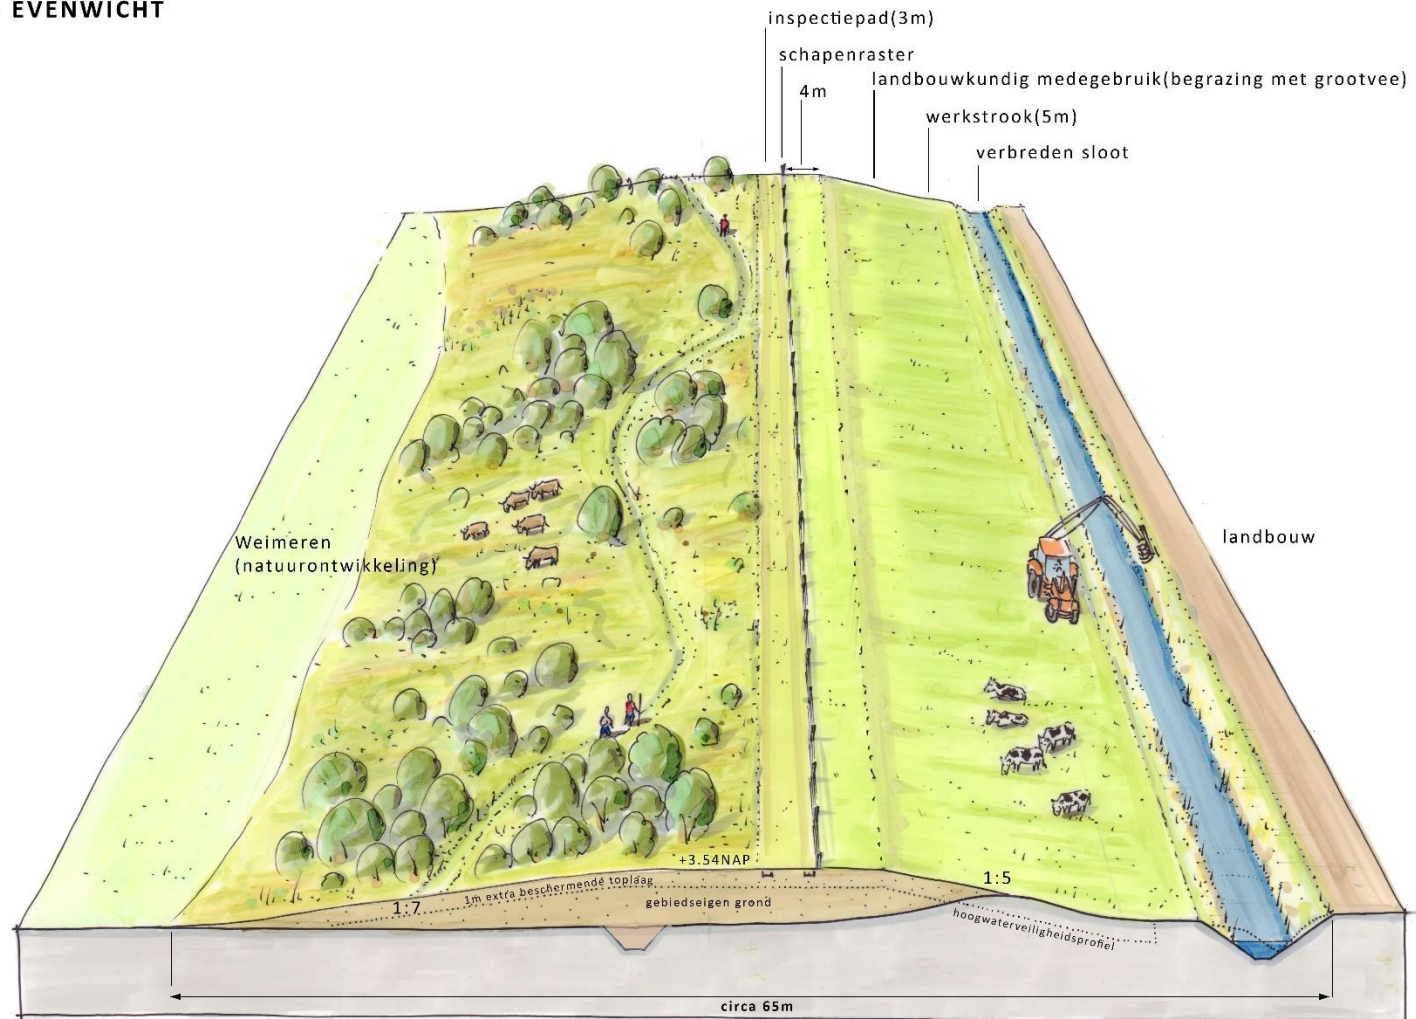 EVENWICHT
inspectiepad(3m)
schapenraster
landbouwkundig medegebruik(begrazing met grootvee)
4m
werkstrook(5m)
verbreden sloot
Weimeren
(natuurontwikkeling)
landbouw
+3.54NAP
1m extra beschermende toplaag
1:7
gebiedseigen grond
1:5
hoogwaterveiligheidsprofiel
circa 65m